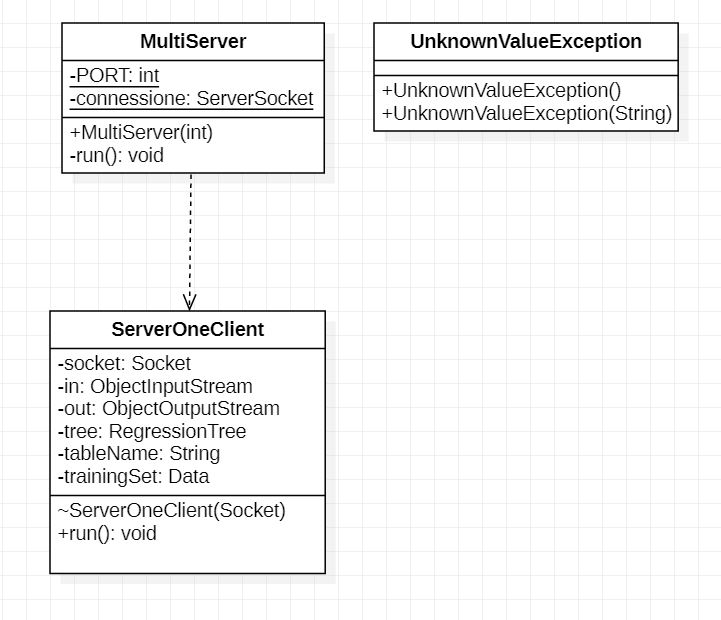 MultiServer
-PORT: int
-connessione: ServerSocket
+MultiServer(int)
-run(): void
UnknownValueException
+UnknownValueException()
+UnknownValueException(String)
ServerOneClient
-socket: Socket
-in: ObjectInputStream
-out: ObjectOutputStream
-tree: RegressionTree
-tableName: String
-trainingSet: Data
~ServerOneClient(Socket)
+run(): void